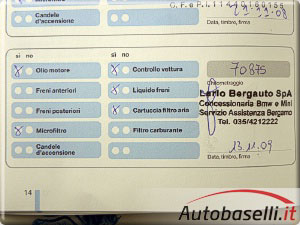 Candele
d'accensione
Data, timbro, firma
si no
si no
Olio motore
Controllo vettura
70875
Chilometraggio
Freni anteriori
Liquido freni
Lario Bergauto SpA
Concessionaria Bmw e Mini
Freni posteriori
Cartuccia filtro aria
Servizio Assistenza Bergamo
Tel. 035/4212222
Microfiltro
Filtro carburante
Candele
d'accensione
13.11.09
Data, timbro, firma
14
Autobaselli.it